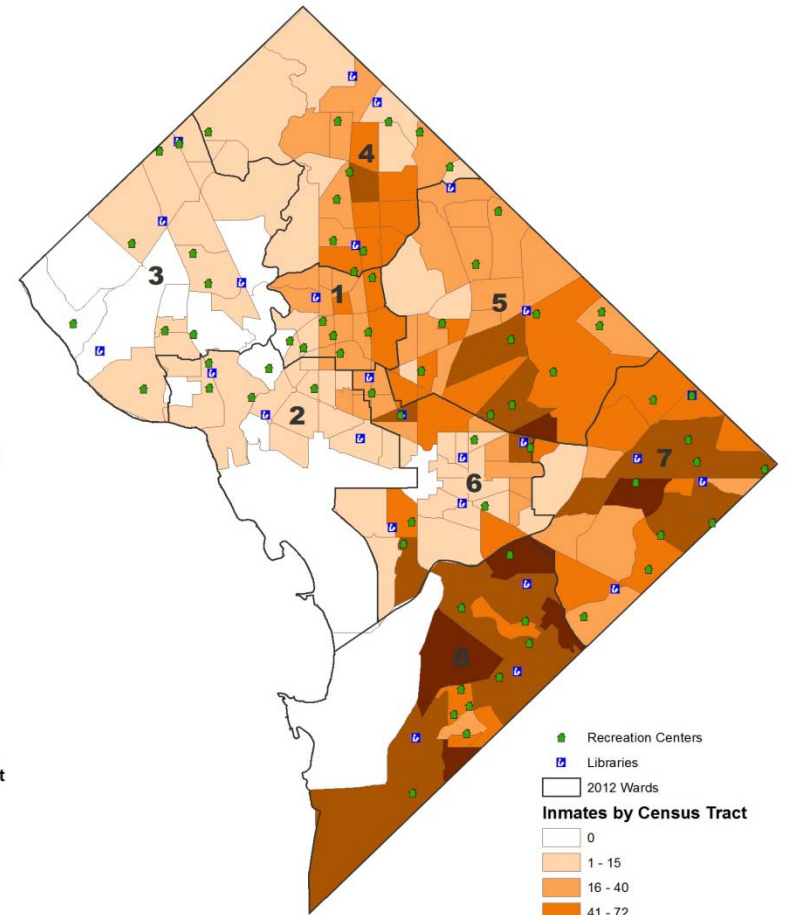 4
3
1
5
2
7
6
8
t
Recreation Centers
Libraries
2012 Wards
Inmates by Census Tract
0
1 - 15
16 - 40
41 - 72